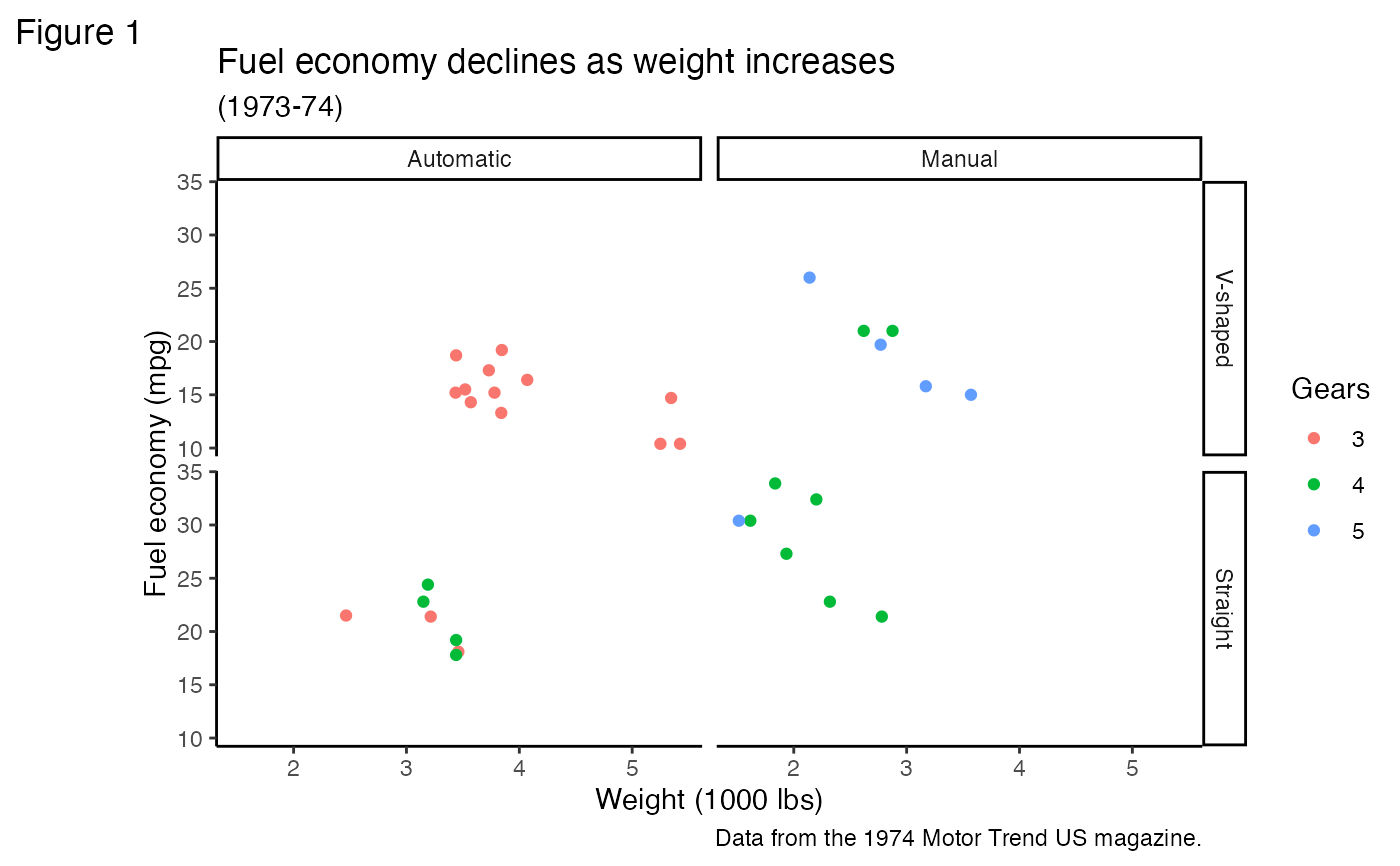 Figure 1
Fuel economy declines as weight increases
(1973-74)
Automatic
Manual
35
30
25
20
15
10
V-shaped
Fuel economy (mpg)
35
30
25
20
15
10
Straight
Gears
3
4
5
2
3
4
5
2
3
4
5
Weight (1000 lbs)
Data from the 1974 Motor Trend US magazine.